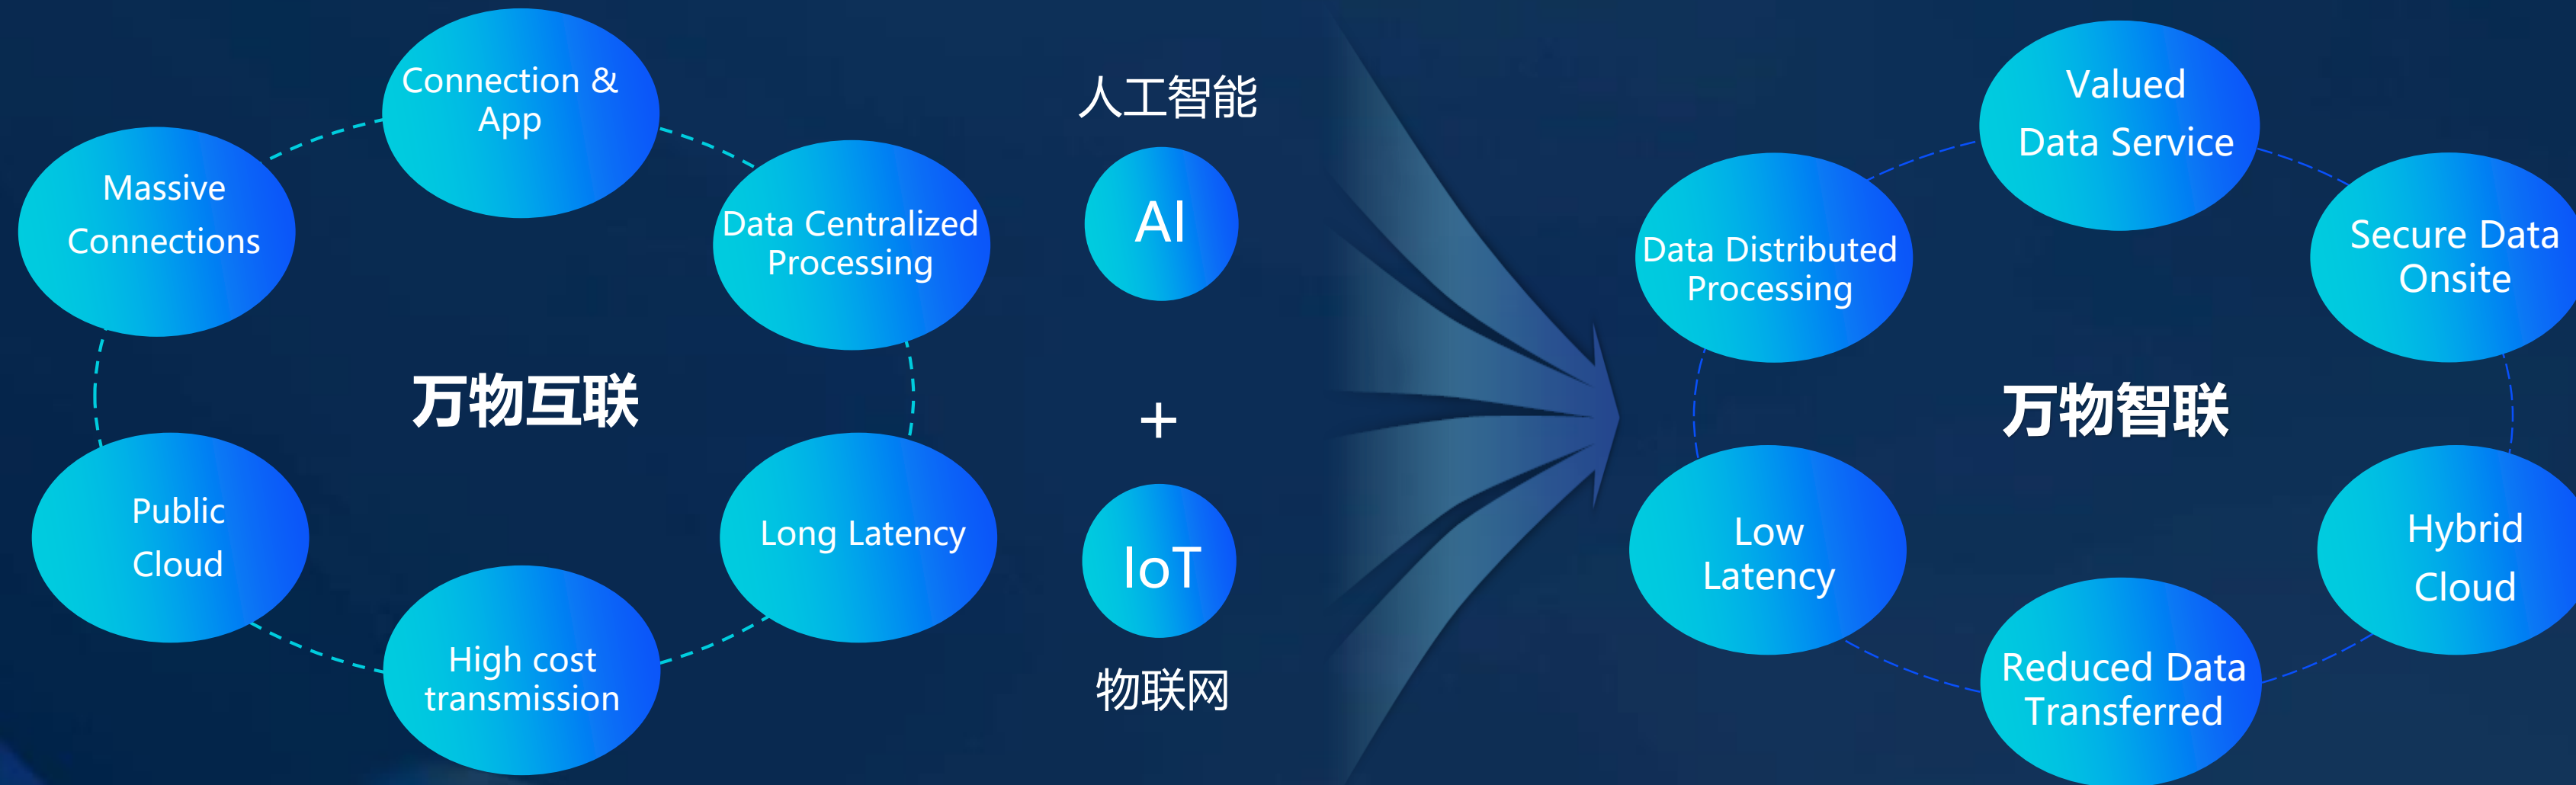 Connection &
App
Massive
Connections
Data Centralized
Processing
万物互联
Public
Cloud
Long Latency
High cost
transmission
人工智能
AI
+
IoT
物联网
Valued
Data Service
Data Distributed
Processing
Secure Data
Onsite
万物智联
Low
Latency
Hybrid
Cloud
Reduced Data
Transferred